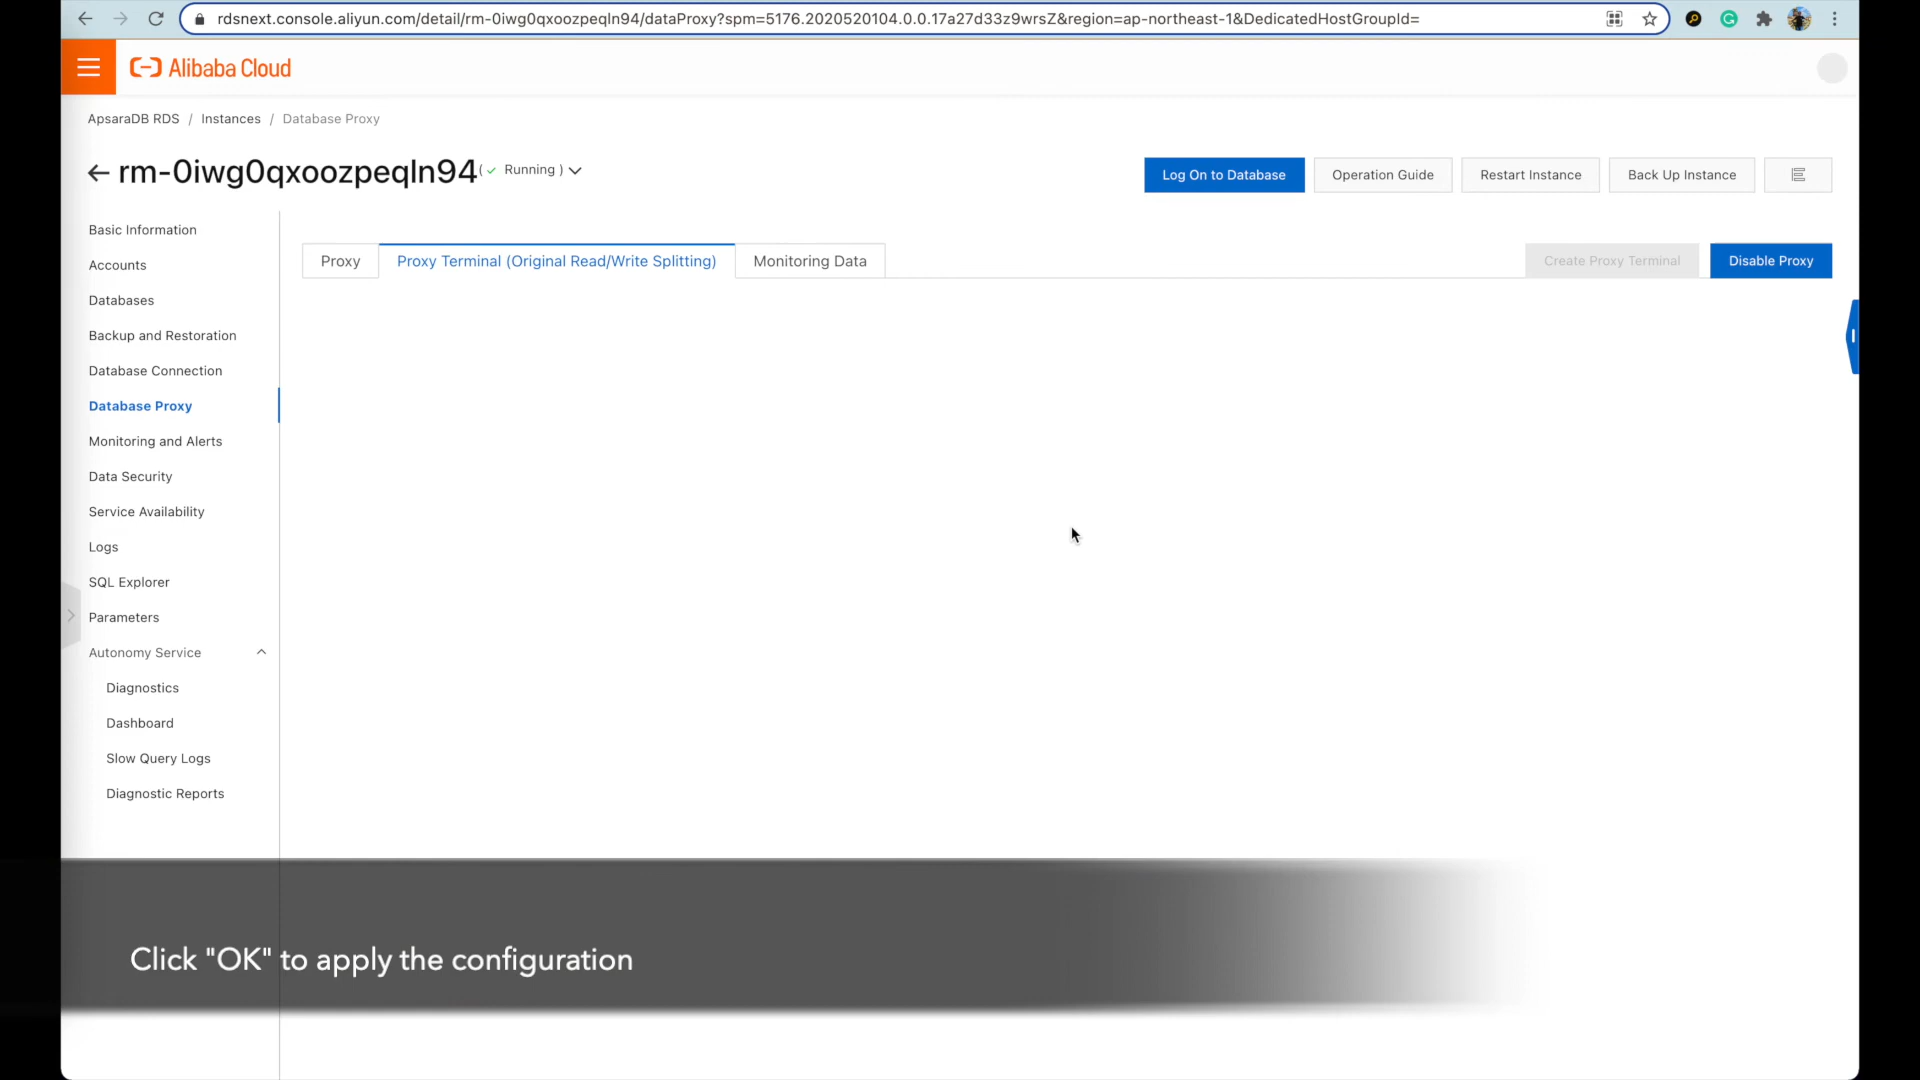 rdsnext.console.aliyun.com/detail/rm-0iwg0qxoozpeqln94/dataProxy?spm=5176.2020520104.0.0.17a27d33z9wrsZ&region=ap-northeast-1&DedicatedHostGroupId=
Alibaba Cloud
ApsaraDB RDS / Instances / Database Proxy
rm-0iwg0qxoozpeqln94 ( Running )
Log On to Database
Operation Guide
Restart Instance
Back Up Instance
Basic Information
Accounts
Databases
Backup and Restoration
Database Connection
Database Proxy
Monitoring and Alerts
Data Security
Service Availability
Logs
SQL Explorer
Parameters
Autonomy Service
Diagnostics
Dashboard
Slow Query Logs
Diagnostic Reports
Proxy
Proxy Terminal (Original Read/Write Splitting)
Monitoring Data
Create Proxy Terminal
Disable Proxy
Click "OK" to apply the configuration